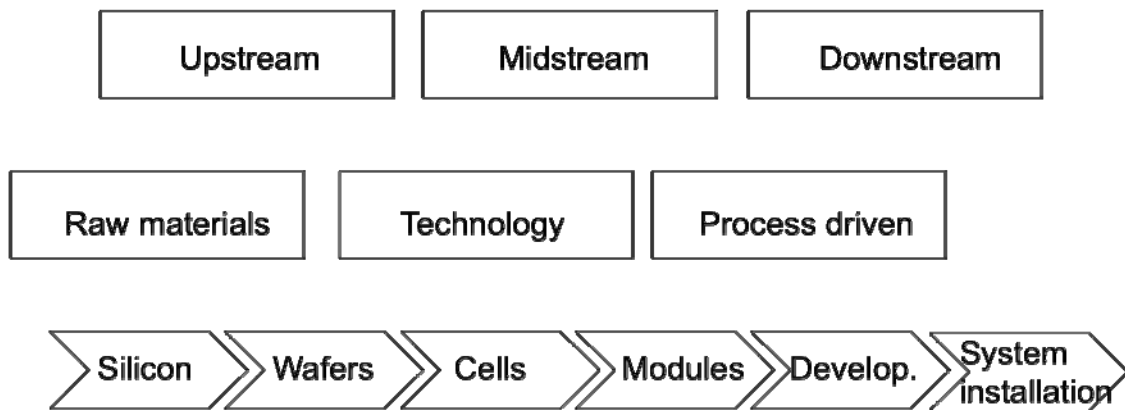 Upstream
Midstream
Downstream
Raw materials
Technology
Process driven
Silicon
Wafers
Cells
Modules
Develop.
System
installation